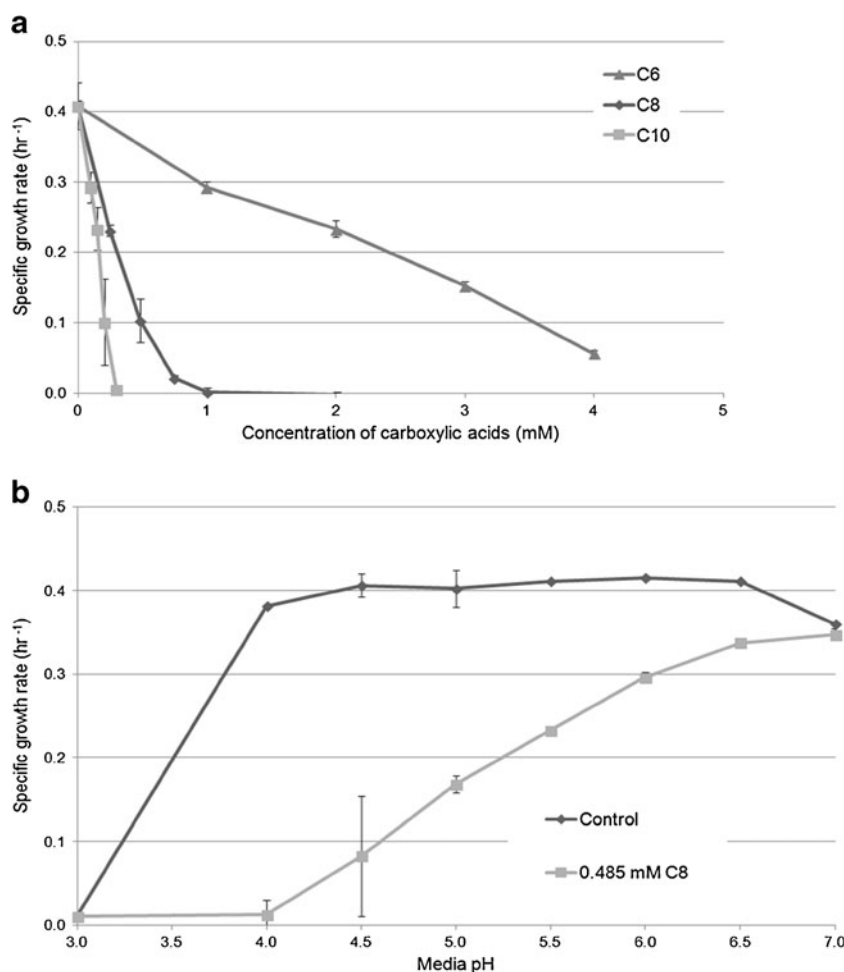 a
0.5
0.4
0.3
0.2
0.1
0.0
Specific growth rate (hr⁻¹)
C6
C8
C10
0 1 2 3 4 5
Concentration of carboxylic acids (mM)
b
0.5
0.4
0.3
0.2
0.1
0.0
Specific growth rate (hr⁻¹)
Control
0.485 mM C8
3.0 3.5 4.0 4.5 5.0 5.5 6.0 6.5 7.0
Media pH